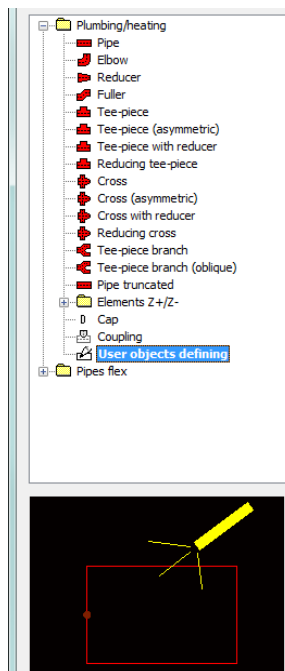 Plumbing/heating
Pipe
Elbow
Reducer
Fuller
Tee-piece
Tee-piece (asymmetric)
Tee-piece with reducer
Reducing tee-piece
Cross
Cross (asymmetric)
Cross with reducer
Reducing cross
Tee-piece branch
Tee-piece branch (oblique)
Pipe truncated
Elements Z+/Z-
Cap
Coupling
User objects defining
Pipes flex